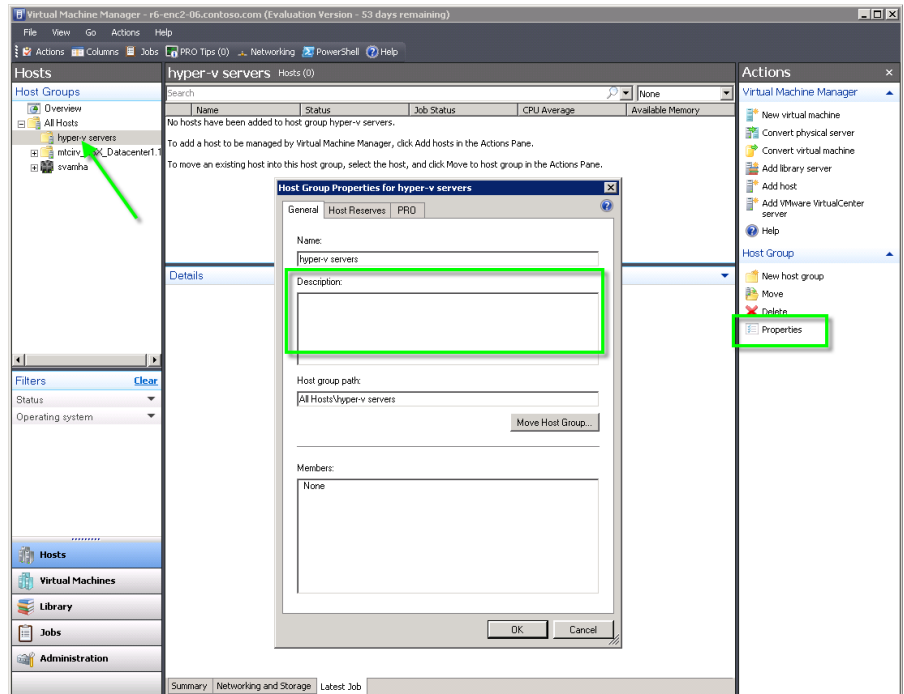 Virtual Machine Manager - r6-enc2-06.contoso.com (Evaluation Version - 53 days remaining)
File View Go Actions Help
Actions Columns Jobs PRO Tips (0) Networking PowerShell Help
Hosts
Host Groups
Overview
All Hosts
hyper-v servers
Datacenter1.1
svamha
Filters Clear
Status
Operating system
Hosts
Virtual Machines
Library
Jobs
Administration
hyper-v servers Hosts (0)
Search
None
Name Status Job Status CPU Average Available Memory
No hosts have been added to host group hyper-v servers.
To add a host to be managed by Virtual Machine Manager, click Add hosts in the Actions Pane.
To move an existing host into this host group, select the host, and click Move to host group in the Actions Pane.
Details
Host Group Properties for hyper-v servers
General Host Reserves PRO
Name:
hyper-v servers
Description:
Host group path:
All Hosts\hyper-v servers
Move Host Group...
Members:
None
OK Cancel
Summary Networking and Storage Latest Job
Actions
Virtual Machine Manager
New virtual machine
Convert physical server
Convert virtual machine
Add library server
Add host
Add VMware VirtualCenter
server
Help
Host Group
New host group
Move
Delete
Properties